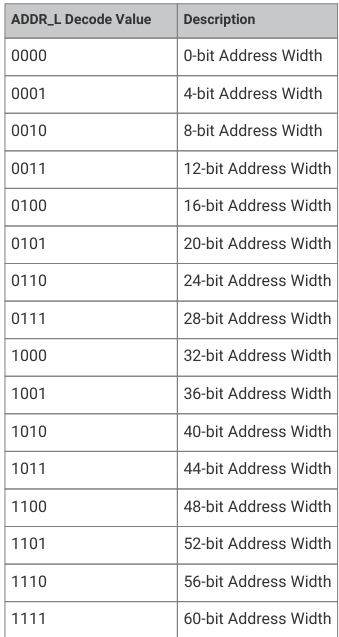 ADDR_L Decode Value Description
0000 0-bit Address Width
0001 4-bit Address Width
0010 8-bit Address Width
0011 12-bit Address Width
0100 16-bit Address Width
0101 20-bit Address Width
0110 24-bit Address Width
0111 28-bit Address Width
1000 32-bit Address Width
1001 36-bit Address Width
1010 40-bit Address Width
1011 44-bit Address Width
1100 48-bit Address Width
1101 52-bit Address Width
1110 56-bit Address Width
1111 60-bit Address Width